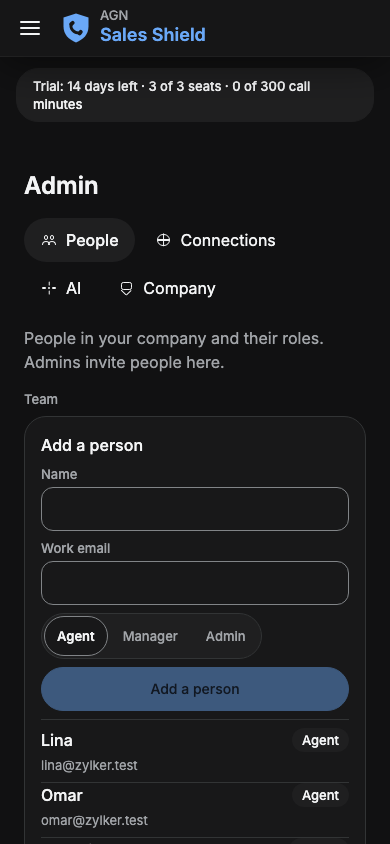 AGN
Sales Shield
Trial: 14 days left · 3 of 3 seats · 0 of 300 call
minutes
Admin
People
Connections
AI
Company
People in your company and their roles.
Admins invite people here.
Team
Add a person
Name
Work email
Agent Manager Admin
Add a person
Lina Agent
lina@zylker.test
Omar Agent
omar@zylker.test